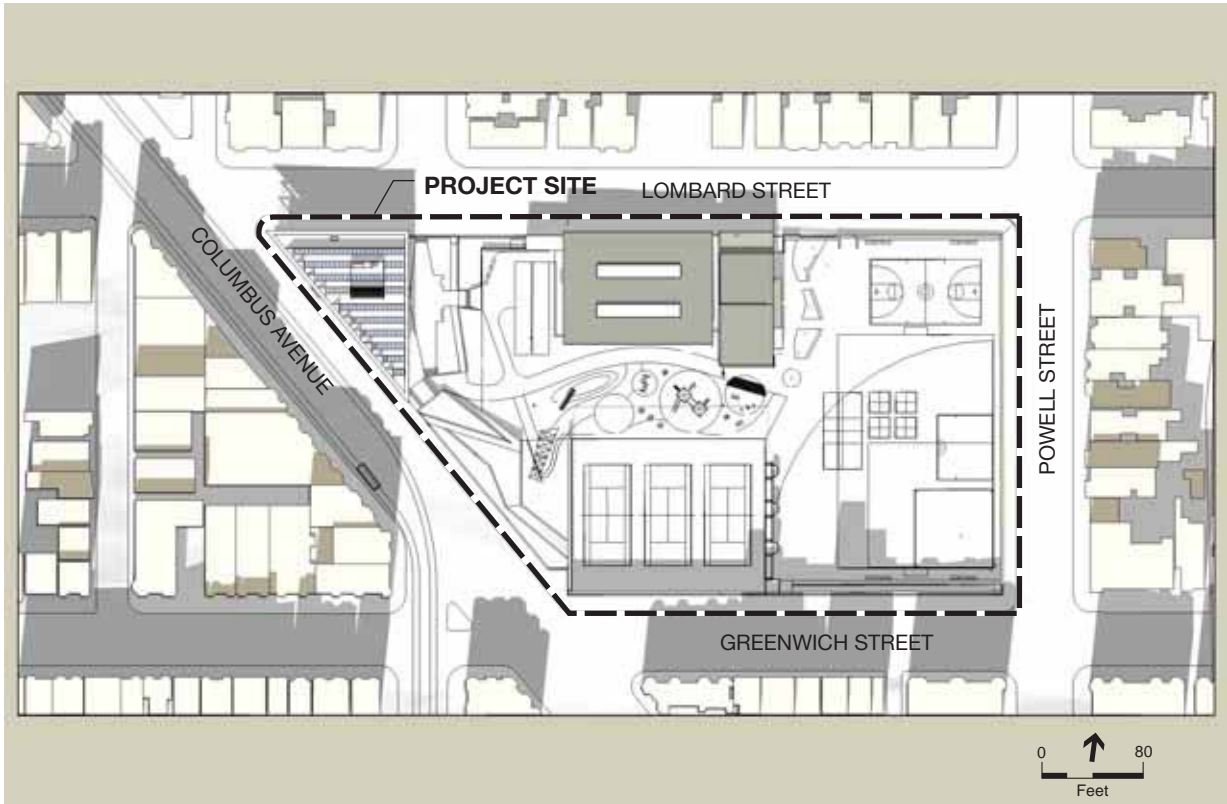 PROJECT SITE
LOMBARD STREET
COLUMBUS AVENUE
POWELL STREET
GREENWICH STREET
0 80
Feet